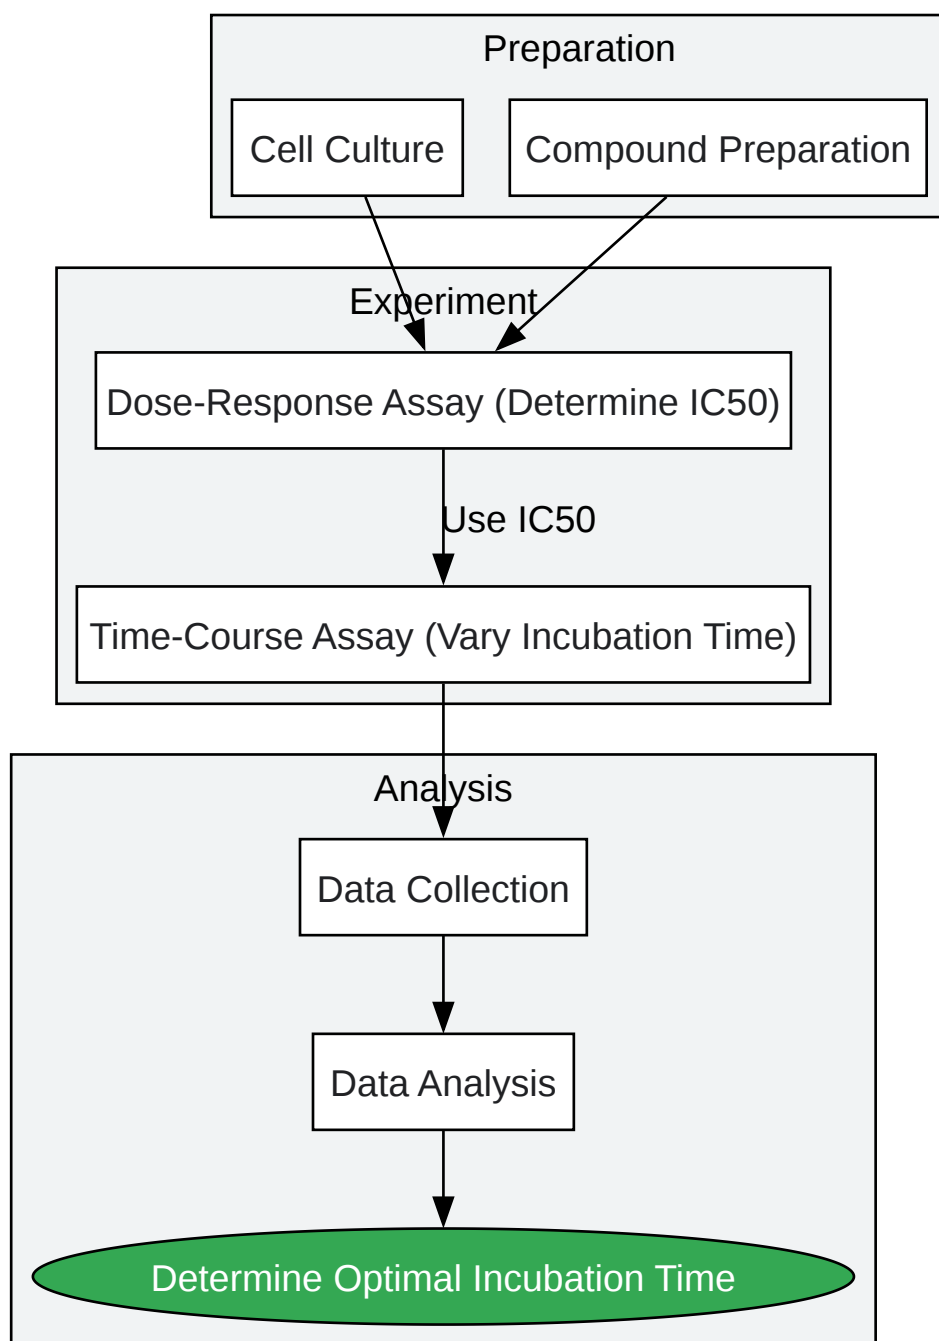 Preparation
Cell Culture
Compound Preparation
Experiment
Dose-Response Assay (Determine IC50)
Use IC50
Time-Course Assay (Vary Incubation Time)
Analysis
Data Collection
Data Analysis
Determine Optimal Incubation Time